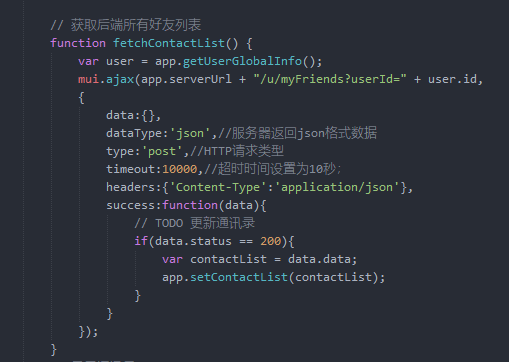 // 获取后端所有好友列表
function fetchContactList() {
var user = app.getUserGlobalInfo();
mui.ajax(app.serverUrl + "/u/myFriends?userId=" + user.id,
{
data:{},
dataType:'json',//服务器返回json格式数据
type:'post',//HTTP请求类型
timeout:10000,//超时时间设置为10秒;
headers:{'Content-Type':'application/json'},
success:function(data){
// TODO 更新通讯录
if(data.status == 200){
var contactList = data.data;
app.setContactList(contactList);
}
}
});
}